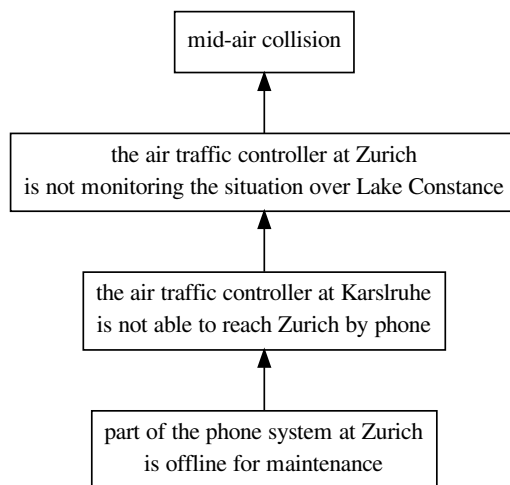 mid-air collision
the air traffic controller at Zurich
is not monitoring the situation over Lake Constance
the air traffic controller at Karslruhe
is not able to reach Zurich by phone
part of the phone system at Zurich
is offline for maintenance